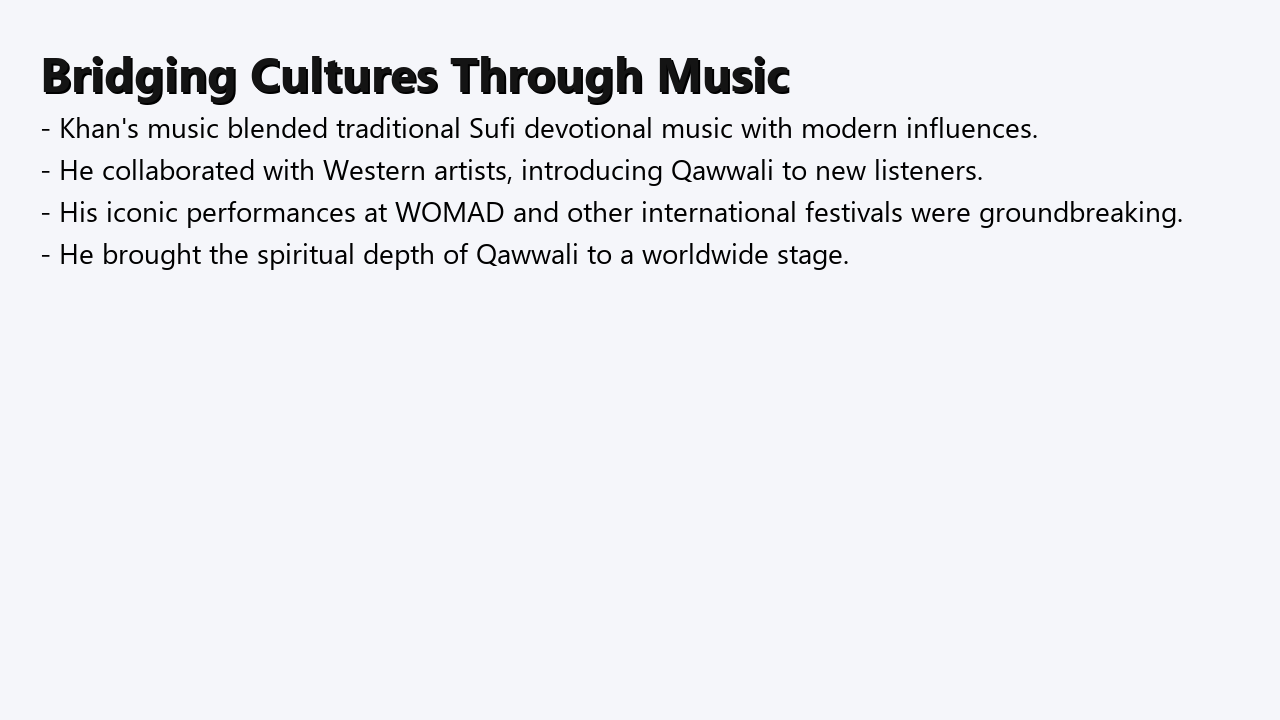 Bridging Cultures Through Music
- Khan's music blended traditional Sufi devotional music with modern influences.
- He collaborated with Western artists, introducing Qawwali to new listeners.
- His iconic performances at WOMAD and other international festivals were groundbreaking.
- He brought the spiritual depth of Qawwali to a worldwide stage.